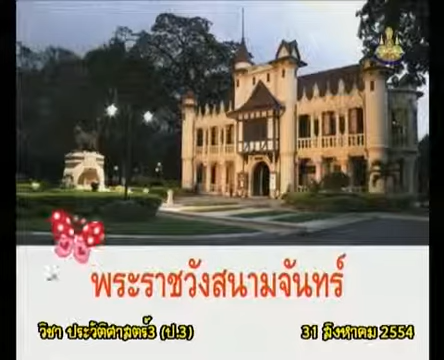 พระราชวังสนามจันทร์
วิชา ประวัติศาสตร์3 (ป.3)
31 สิงหาคม 2554